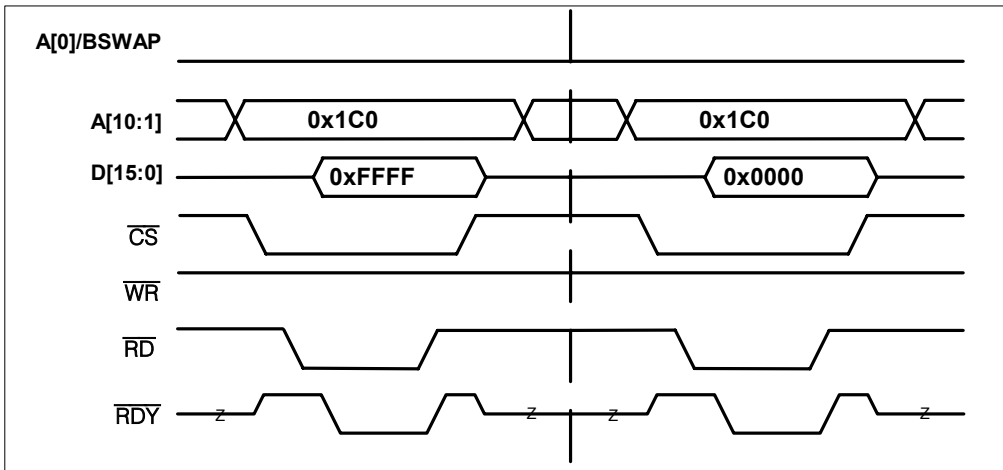 A[0]/BSWAP
A[10:1] 0x1C0 0x1C0
D[15:0] 0xFFFF 0x0000
CS
WR
RD
RDY Z Z Z Z